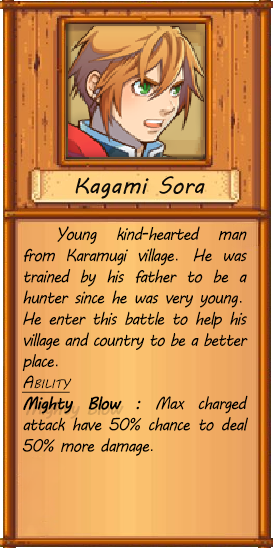 Kagami Sora
Young kind-hearted man
from Karamugi village. He was
trained by his father to be a
hunter since he was very young.
He enter this battle to help his
village and country to be a better
place.
ABILITY
Mighty Blow : Max charged
attack have 50% chance to deal
50% more damage.